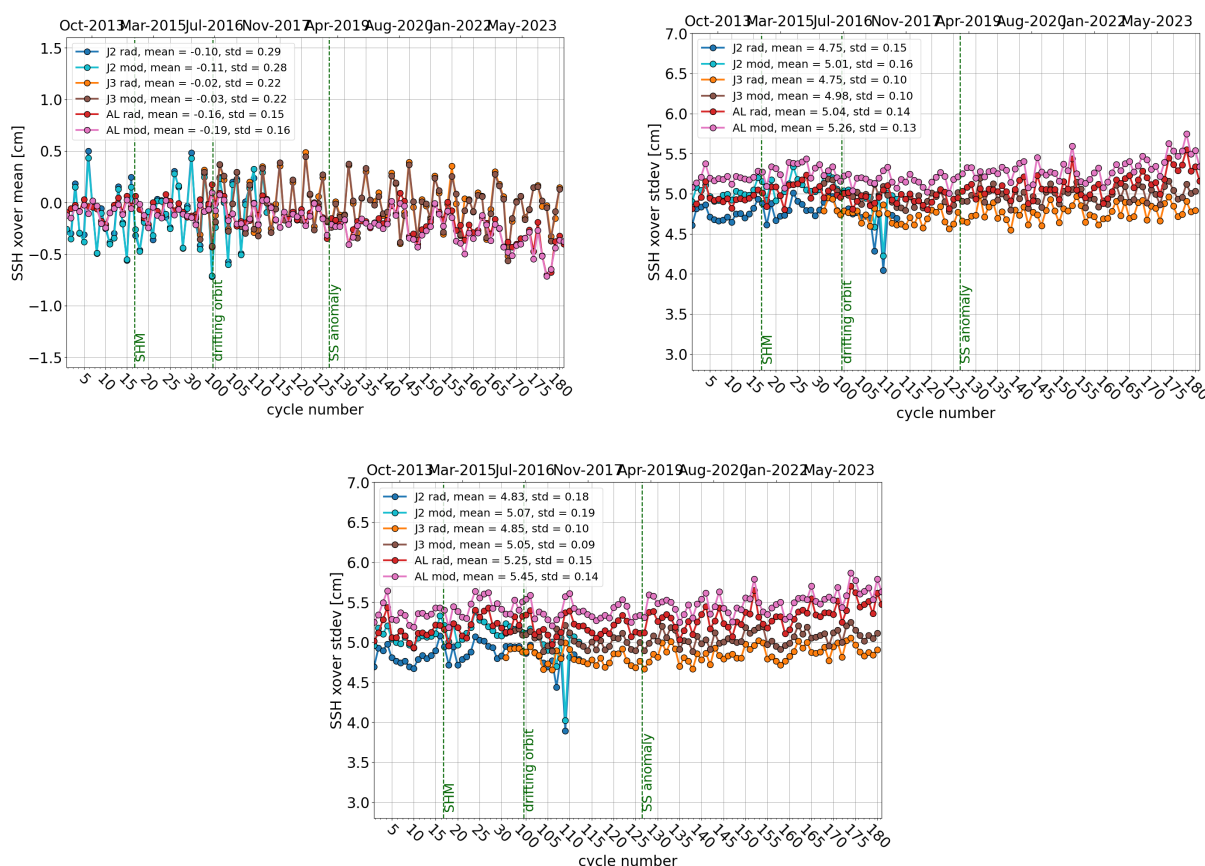 Oct-2013 Mar-2015 Jul-2016 Nov-2017 Apr-2019 Aug-2020 Jan-2022 May-2023
1.5
1.0
0.5
0.0
−0.5
−1.0
−1.5
SSH xover mean [cm]
J2 rad, mean = -0.10, std = 0.29
J2 mod, mean = -0.11, std = 0.28
J3 rad, mean = -0.02, std = 0.22
J3 mod, mean = -0.03, std = 0.22
AL rad, mean = -0.16, std = 0.15
AL mod, mean = -0.19, std = 0.16
SHM
drifting orbit
SS anomaly
5 10 15 20 25 30 100 105 110 115 120 125 130 135 140 145 150 155 160 165 170 175 180
cycle number
Oct-2013 Mar-2015 Jul-2016 Nov-2017 Apr-2019 Aug-2020 Jan-2022 May-2023
7.0
6.5
6.0
5.5
5.0
4.5
4.0
3.5
3.0
SSH xover stdev [cm]
J2 rad, mean = 4.75, std = 0.15
J2 mod, mean = 5.01, std = 0.16
J3 rad, mean = 4.75, std = 0.10
J3 mod, mean = 4.98, std = 0.10
AL rad, mean = 5.04, std = 0.14
AL mod, mean = 5.26, std = 0.13
SHM
drifting orbit
SS anomaly
5 10 15 20 25 30 100 105 110 115 120 125 130 135 140 145 150 155 160 165 170 175 180
cycle number
Oct-2013 Mar-2015 Jul-2016 Nov-2017 Apr-2019 Aug-2020 Jan-2022 May-2023
7.0
6.5
6.0
5.5
5.0
4.5
4.0
3.5
3.0
SSH xover stdev [cm]
J2 rad, mean = 4.83, std = 0.18
J2 mod, mean = 5.07, std = 0.19
J3 rad, mean = 4.85, std = 0.10
J3 mod, mean = 5.05, std = 0.09
AL rad, mean = 5.25, std = 0.15
AL mod, mean = 5.45, std = 0.14
SHM
drifting orbit
SS anomaly
5 10 15 20 25 30 100 105 110 115 120 125 130 135 140 145 150 155 160 165 170 175 180
cycle number